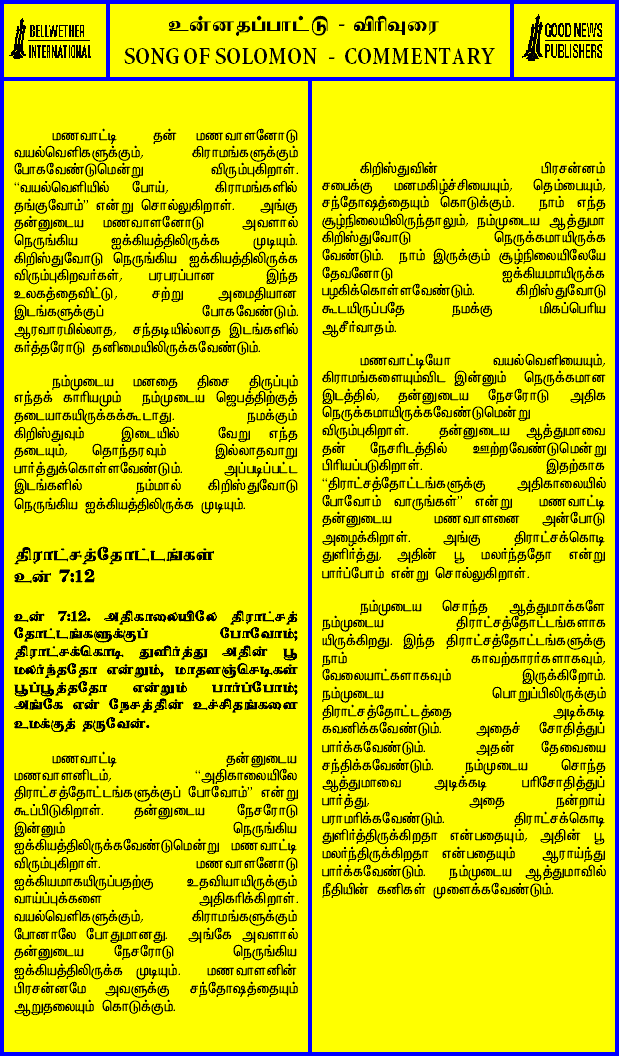 BELLWETHER
INTERNATIONAL
உன்னதப்பாட்டு - விரிவுரை
SONG OF SOLOMON - COMMENTARY
GOOD NEWS
PUBLISHERS
மணவாட்டி தன் மணவாளனோடு
வயல்வெளிகளுக்கும், கிராமங்களுக்கும்
போகவேண்டுமென்று விரும்புகிறாள்.
“வயல்வெளியில் போய், கிராமங்களில்
தங்குவோம்” என்று சொல்லுகிறாள். அங்கு
தன்னுடைய மணவாளனோடு அவளால்
நெருங்கிய ஐக்கியத்திலிருக்க முடியும்.
கிறிஸ்துவோடு நெருங்கிய ஐக்கியத்திலிருக்க
விரும்புகிறவர்கள், பரபரப்பான இந்த
உலகத்தைவிட்டு, சற்று அமைதியான
இடங்களுக்குப் போகவேண்டும்.
ஆரவாரமில்லாத, சந்தடியில்லாத இடங்களில்
கர்த்தரோடு தனிமையிலிருக்கவேண்டும்.
நம்முடைய மனதை திசை திருப்பும்
எந்தக் காரியமும் நம்முடைய ஜெபத்திற்குத்
தடையாகயிருக்கக்கூடாது. நமக்கும்
கிறிஸ்துவும் இடையில் வேறு எந்த
தடையும், தொந்தரவும் இல்லாதவாறு
பார்த்துக்கொள்ளவேண்டும். அப்படிப்பட்ட
இடங்களில் நம்மால் கிறிஸ்துவோடு
நெருங்கிய ஐக்கியத்திலிருக்க முடியும்.
திராட்சத்தோட்டங்கள்
உன் 7:12
உன் 7:12. அதிகாலையிலே திராட்சத்
தோட்டங்களுக்குப் போவோம்;
திராட்சக்கொடி துளிர்த்து அதின் பூ
மலர்ந்ததோ என்றும், மாதளஞ்செடிகள்
பூப்பூத்ததோ என்றும் பார்ப்போம்;
அங்கே என் நேசத்தின் உச்சிதங்களை
உமக்குத் தருவேன்.
மணவாட்டி தன்னுடைய
மணவாளனிடம், “அதிகாலையிலே
திராட்சத்தோட்டங்களுக்குப் போவோம்” என்று
கூப்பிடுகிறாள். தன்னுடைய நேசரோடு
இன்னும் நெருங்கிய
ஐக்கியத்திலிருக்கவேண்டுமென்று மணவாட்டி
விரும்புகிறாள். மணவாளனோடு
ஐக்கியமாகயிருப்பதற்கு உதவியாயிருக்கும்
வாய்ப்புக்களை அதிகரிக்கிறாள்.
வயல்வெளிகளுக்கும், கிராமங்களுக்கும்
போனாலே போதுமானது. அங்கே அவளால்
தன்னுடைய நேசரோடு நெருங்கிய
ஐக்கியத்திலிருக்க முடியும். மணவாளனின்
பிரசன்னமே அவளுக்கு சந்தோஷத்தையும்
ஆறுதலையும் கொடுக்கும்.
கிறிஸ்துவின் பிரசன்னம்
சபைக்கு மனமகிழ்ச்சியையும், தெம்பையும்,
சந்தோஷத்தையும் கொடுக்கும். நாம் எந்த
சூழ்நிலையிலிருந்தாலும், நம்முடைய ஆத்துமா
கிறிஸ்துவோடு நெருக்கமாயிருக்க
வேண்டும். நாம் இருக்கும் சூழ்நிலையிலேயே
தேவனோடு ஐக்கியமாயிருக்க
பழகிக்கொள்ளவேண்டும். கிறிஸ்துவோடு
கூடயிருப்பதே நமக்கு மிகப்பெரிய
ஆசீர்வாதம்.
மணவாட்டியோ வயல்வெளியையும்,
கிராமங்களையும்விட இன்னும் நெருக்கமான
இடத்தில், தன்னுடைய நேசரோடு அதிக
நெருக்கமாயிருக்கவேண்டுமென்று
விரும்புகிறாள். தன்னுடைய ஆத்துமாவை
தன் நேசரிடத்தில் ஊற்றவேண்டுமென்று
பிரியப்படுகிறாள். இதற்காக
“திராட்சத்தோட்டங்களுக்கு அதிகாலையில்
போவோம் வாருங்கள்” என்று மணவாட்டி
தன்னுடைய மணவாளனை அன்போடு
அழைக்கிறாள். அங்கு திராட்சக்கொடி
துளிர்த்து, அதின் பூ மலர்ந்ததோ என்று
பார்ப்போம் என்று சொல்லுகிறாள்.
நம்முடைய சொந்த ஆத்துமாக்களே
நம்முடைய திராட்சத்தோட்டங்களாக
யிருக்கிறது. இந்த திராட்சத்தோட்டங்களுக்கு
நாம் காவற்காரர்களாகவும்,
வேலையாட்களாகவும் இருக்கிறோம்.
நம்முடைய பொறுப்பிலிருக்கும்
திராட்சத்தோட்டத்தை அடிக்கடி
கவனிக்கவேண்டும். அதைச் சோதித்துப்
பார்க்கவேண்டும். அதன் தேவையை
சந்திக்கவேண்டும். நம்முடைய சொந்த
ஆத்துமாவை அடிக்கடி பரிசோதித்துப்
பார்த்து, அதை நன்றாய்
பராமரிக்கவேண்டும். திராட்சக்கொடி
துளிர்த்திருக்கிறதா என்பதையும், அதின் பூ
மலர்ந்திருக்கிறதா என்பதையும் ஆராய்ந்து
பார்க்கவேண்டும். நம்முடைய ஆத்துமாவில்
நீதியின் கனிகள் முளைக்கவேண்டும்.